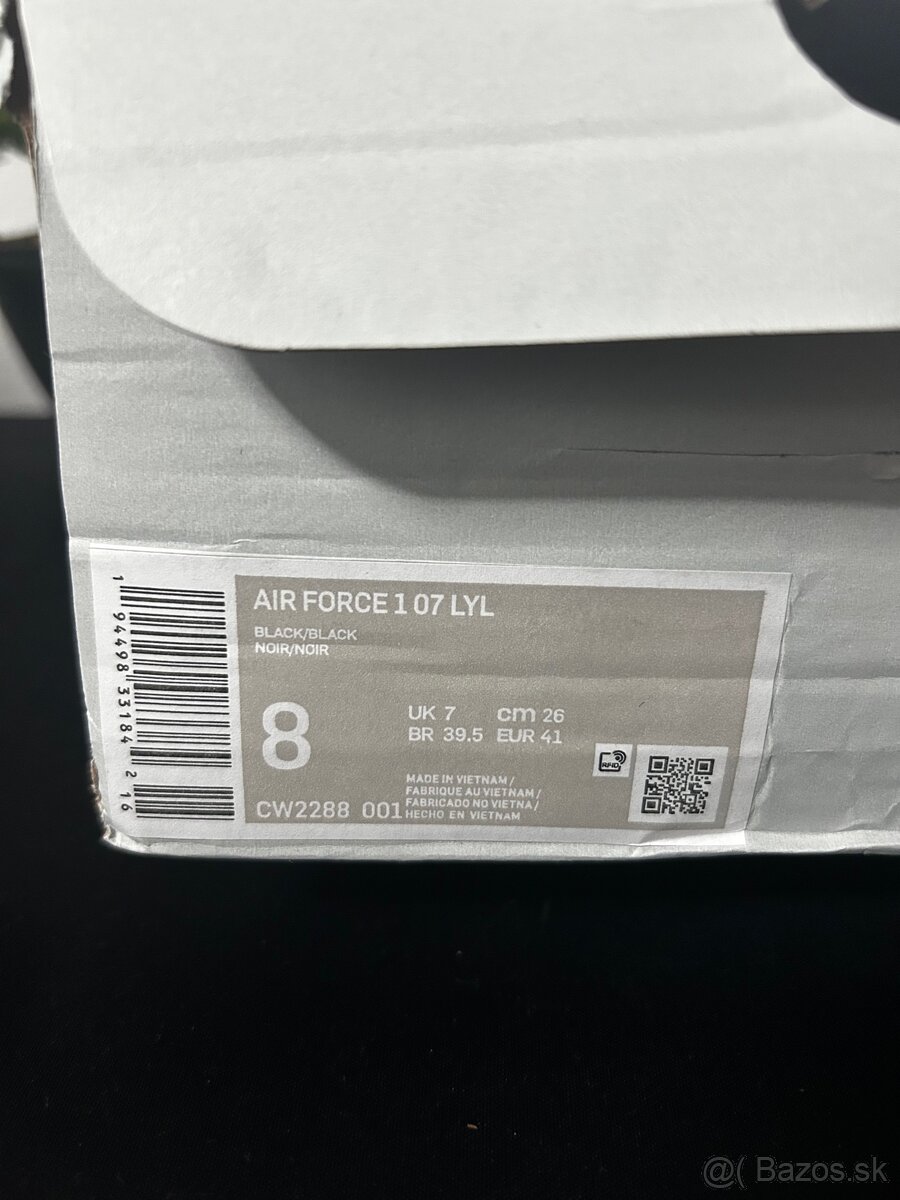 AIR FORCE 1 07 LYL
BLACK/BLACK
NOIR/NOIR
8
UK 7 cm 26
BR 39.5 EUR 41
RFID
MADE IN VIETNAM /
FABRIQUE AU VIETNAM /
FABRICADO NO VIETNA /
HECHO EN VIETNAM
CW2288 001
1 94498 33184 2 16
@( Bazos.sk